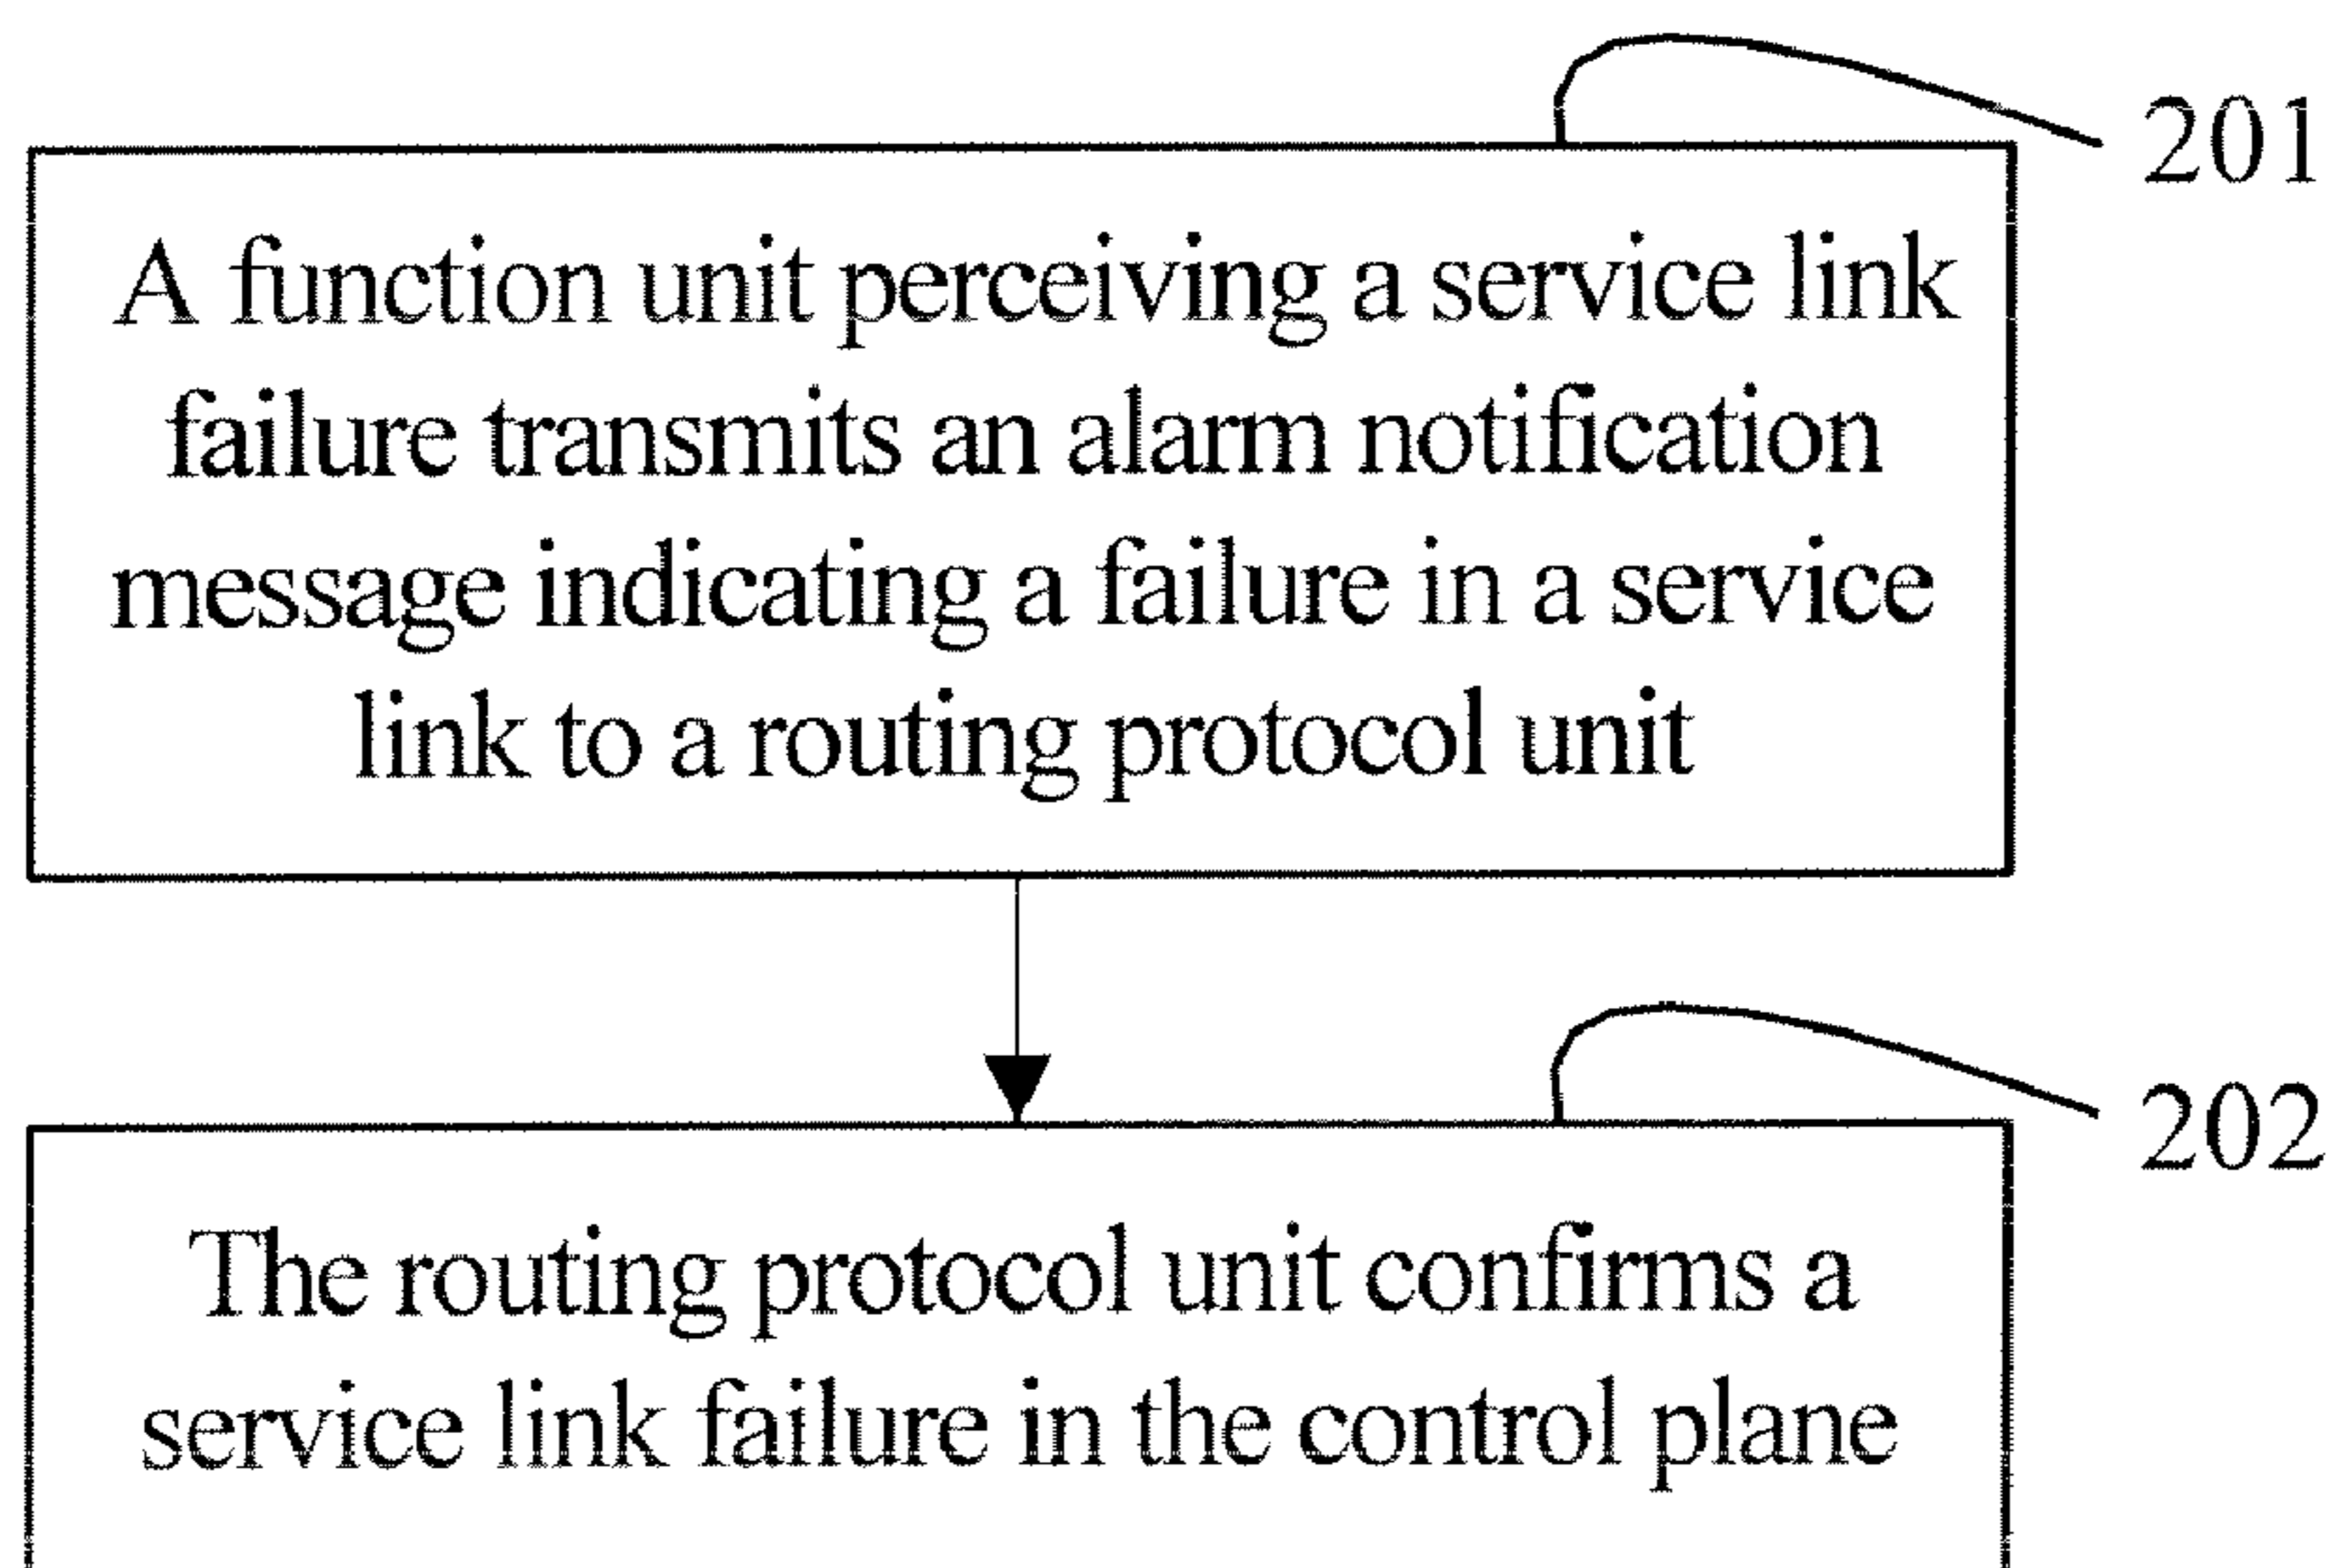 201
A function unit perceiving a service link
failure transmits an alarm notification
message indicating a failure in a service
link to a routing protocol unit
202
The routing protocol unit confirms a
service link failure in the control plane